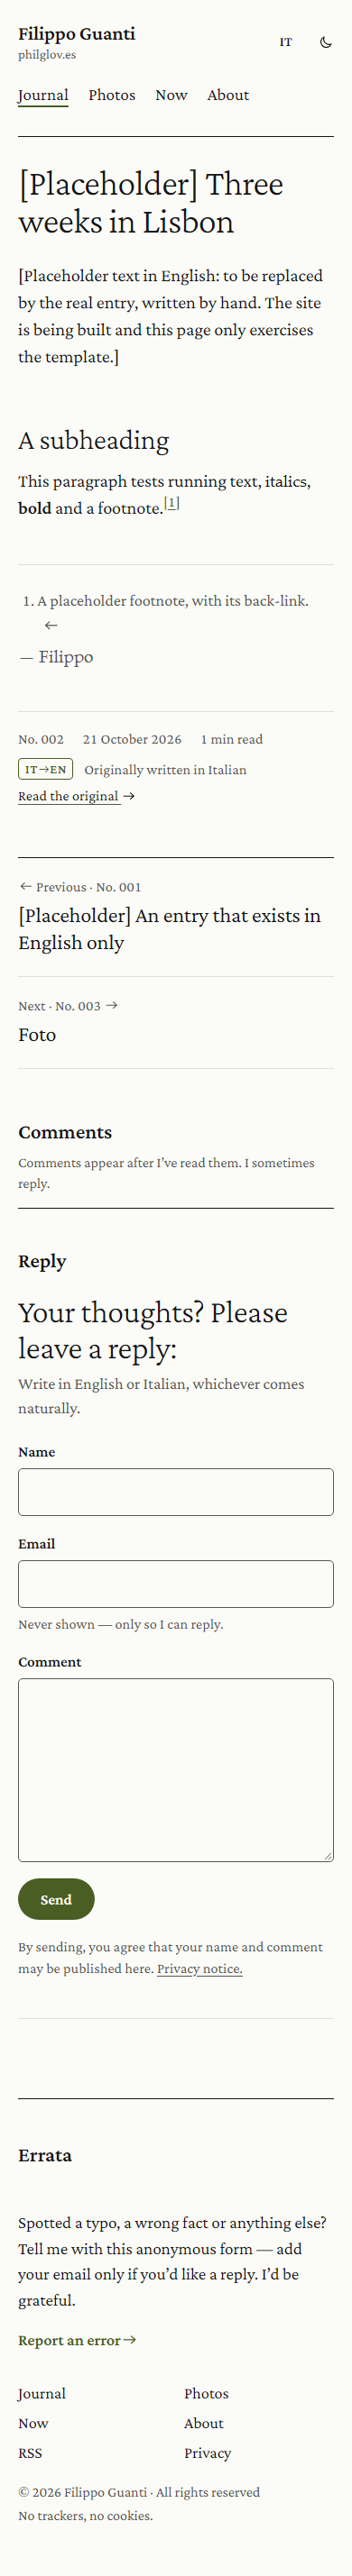 Filippo Guanti
philglov.es
IT
Journal Photos Now About
[Placeholder] Three
weeks in Lisbon
[Placeholder text in English: to be replaced
by the real entry, written by hand. The site
is being built and this page only exercises
the template.]
A subheading
This paragraph tests running text, italics,
bold and a footnote.[1]
1. A placeholder footnote, with its back-link.
←
— Filippo
No. 002 21 October 2026 1 min read
IT→EN Originally written in Italian
Read the original →
← Previous · No. 001
[Placeholder] An entry that exists in
English only
Next · No. 003 →
Foto
Comments
Comments appear after I’ve read them. I sometimes
reply.
Reply
Your thoughts? Please
leave a reply:
Write in English or Italian, whichever comes
naturally.
Name
Email
Never shown — only so I can reply.
Comment
Send
By sending, you agree that your name and comment
may be published here. Privacy notice.
Errata
Spotted a typo, a wrong fact or anything else?
Tell me with this anonymous form — add
your email only if you’d like a reply. I’d be
grateful.
Report an error →
Journal Photos
Now About
RSS Privacy
© 2026 Filippo Guanti · All rights reserved
No trackers, no cookies.